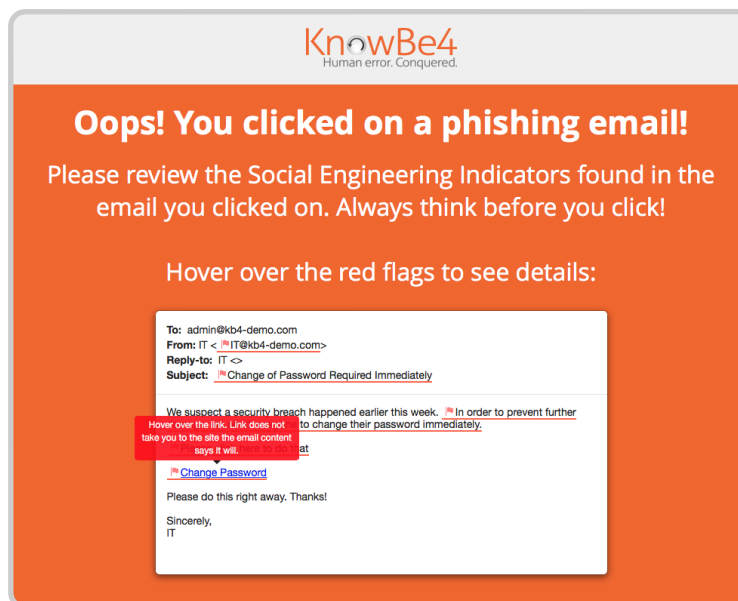 KnowBe4
Human error. Conquered.
Oops! You clicked on a phishing email!
Please review the Social Engineering Indicators found in the
email you clicked on. Always think before you click!
Hover over the red flags to see details:
To: admin@kb4-demo.com
From: IT < IT@kb4-demo.com>
Reply-to: IT <>
Subject: Change of Password Required Immediately
We suspect a security breach happened earlier this week. In order to prevent further
to change their password immediately.
Hover over the link. Link does not
take you to the site the email content
says it will.
here to do that
Change Password
Please do this right away. Thanks!
Sincerely,
IT